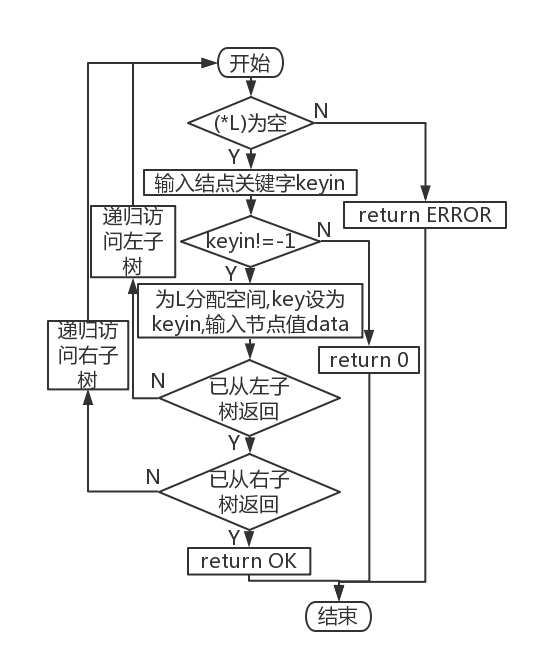 开始
(*L)为空
N
Y
输入结点关键字keyin
return ERROR
递归访
问左子
树
keyin!=-1
N
Y
为L分配空间,key设为
keyin,输入节点值data
递归访
问右子
树
return 0
已从左子
树返回
N
Y
已从右子
树返回
N
Y
return OK
结束